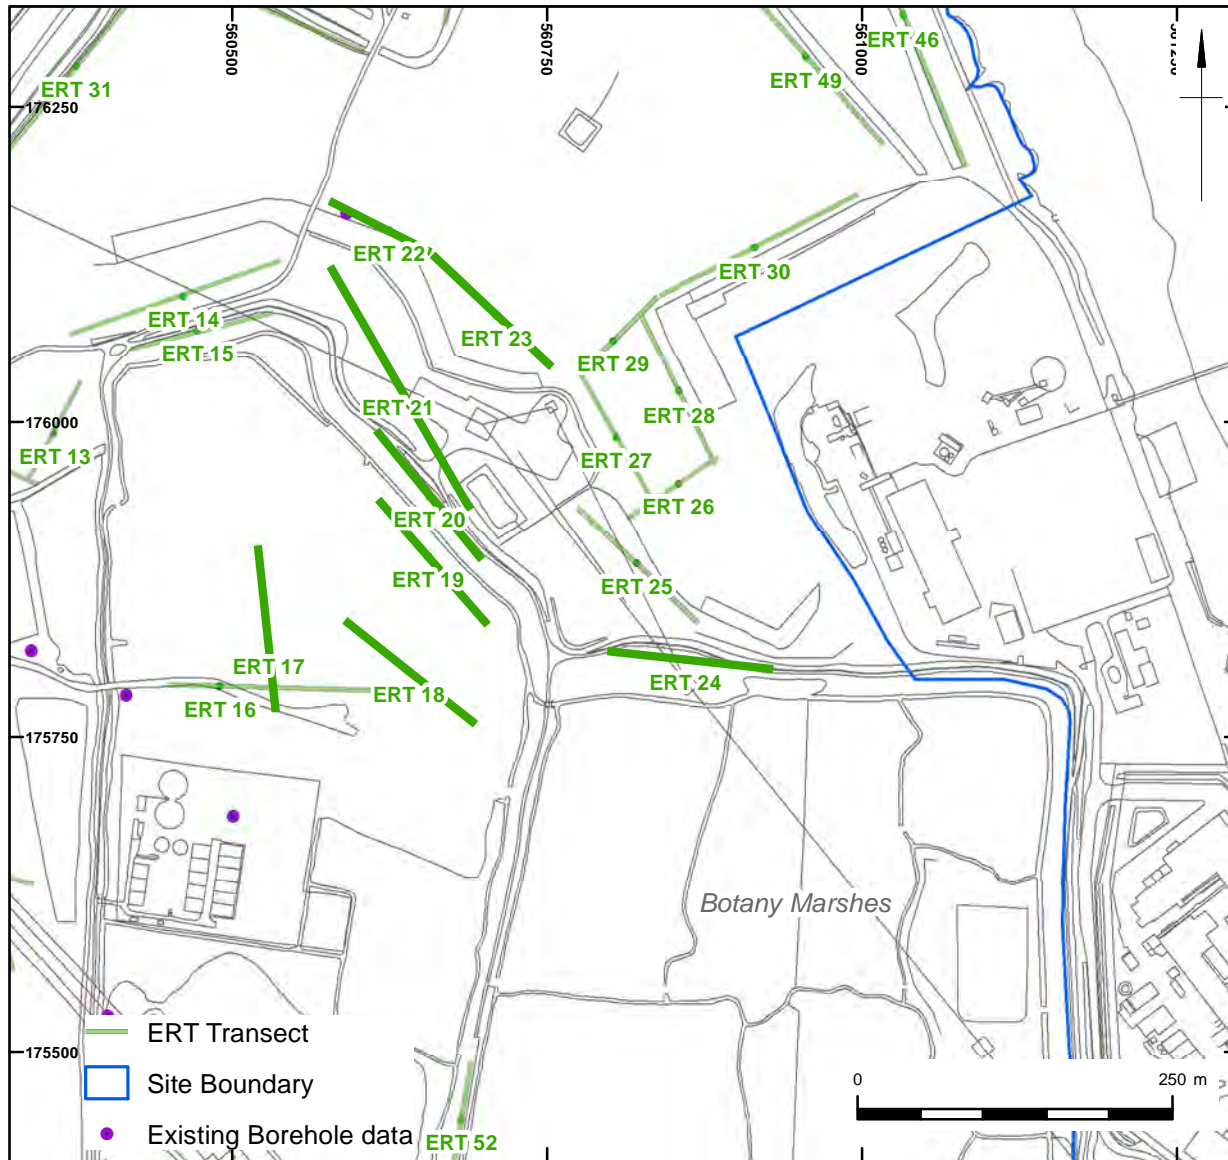 560500
560750
561000
561250
ERT 46
ERT 49
ERT 31
176250
ERT 22
ERT 30
ERT 14
ERT 23
ERT 15
ERT 29
ERT 21
ERT 28
176000
ERT 13
ERT 27
ERT 26
ERT 20
ERT 19
ERT 25
ERT 17
ERT 24
ERT 18
ERT 16
175750
Botany Marshes
ERT Transect
175500
Site Boundary
0 250 m
Existing Borehole data
ERT 52